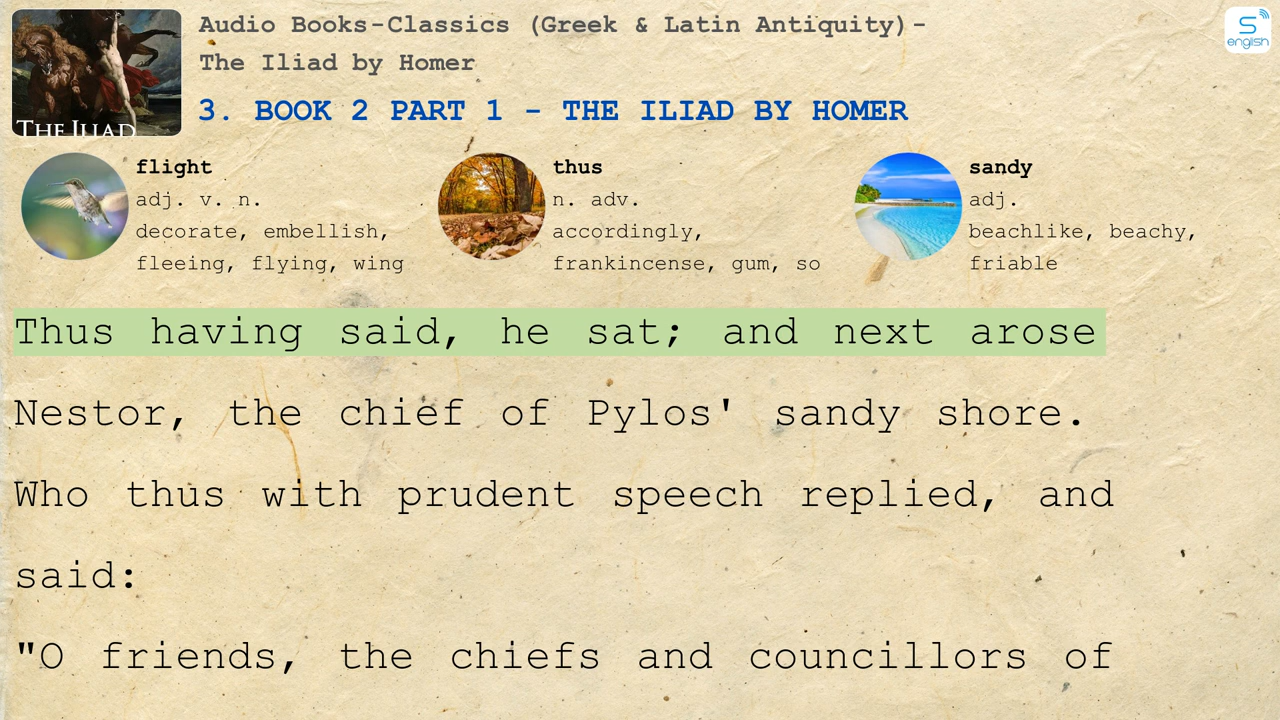 Audio Books-Classics (Greek & Latin Antiquity)-
The Iliad by Homer
3. BOOK 2 PART 1 - THE ILIAD BY HOMER
THE ILIAD
S
english
flight
adj. v. n.
decorate, embellish,
fleeing, flying, wing
thus
n. adv.
accordingly,
frankincense, gum, so
sandy
adj.
beachlike, beachy,
friable
Thus having said, he sat; and next arose
Nestor, the chief of Pylos' sandy shore.
Who thus with prudent speech replied, and
said:
"O friends, the chiefs and councillors of